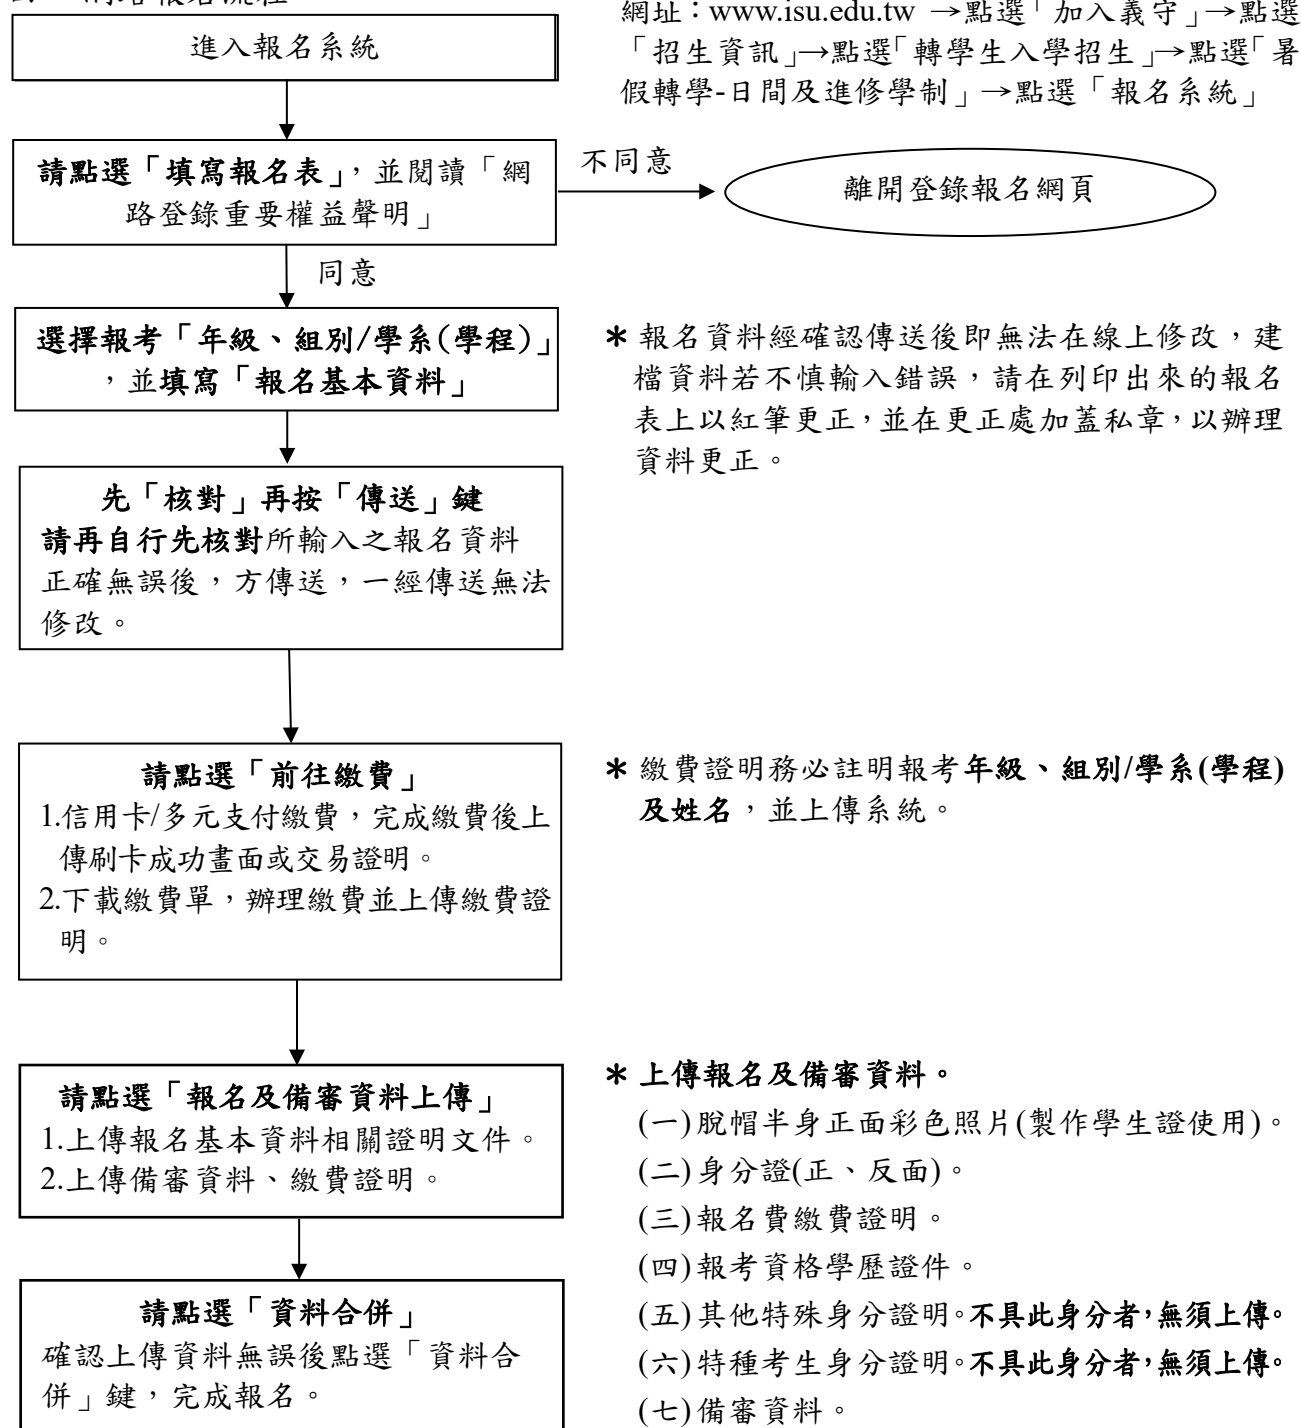 網路報名流程
網址：www.isu.edu.tw →點選「加入義守」→點選
「招生資訊」→點選「轉學生入學招生」→點選「暑
假轉學-日間及進修學制」→點選「報名系統」
進入報名系統
請點選「填寫報名表」，並閱讀「網
路登錄重要權益聲明」
不同意
離開登錄報名網頁
同意
選擇報考「年級、組別/學系(學程)」
，並填寫「報名基本資料」
＊報名資料經確認傳送後即無法在線上修改，建
檔資料若不慎輸入錯誤，請在列印出來的報名
表上以紅筆更正，並在更正處加蓋私章，以辦理
資料更正。
先「核對」再按「傳送」鍵
請再自行先核對所輸入之報名資料
正確無誤後，方傳送，一經傳送無法
修改。
請點選「前往繳費」
1.信用卡/多元支付繳費，完成繳費後上
傳刷卡成功畫面或交易證明。
2.下載繳費單，辦理繳費並上傳繳費證
明。
＊繳費證明務必註明報考年級、組別/學系(學程)
及姓名，並上傳系統。
請點選「報名及備審資料上傳」
1.上傳報名基本資料相關證明文件。
2.上傳備審資料、繳費證明。
＊上傳報名及備審資料。
(一)脫帽半身正面彩色照片(製作學生證使用)。
(二)身分證(正、反面)。
(三)報名費繳費證明。
(四)報考資格學歷證件。
(五)其他特殊身分證明。不具此身分者，無須上傳。
(六)特種考生身分證明。不具此身分者，無須上傳。
(七)備審資料。
請點選「資料合併」
確認上傳資料無誤後點選「資料合
併」鍵，完成報名。